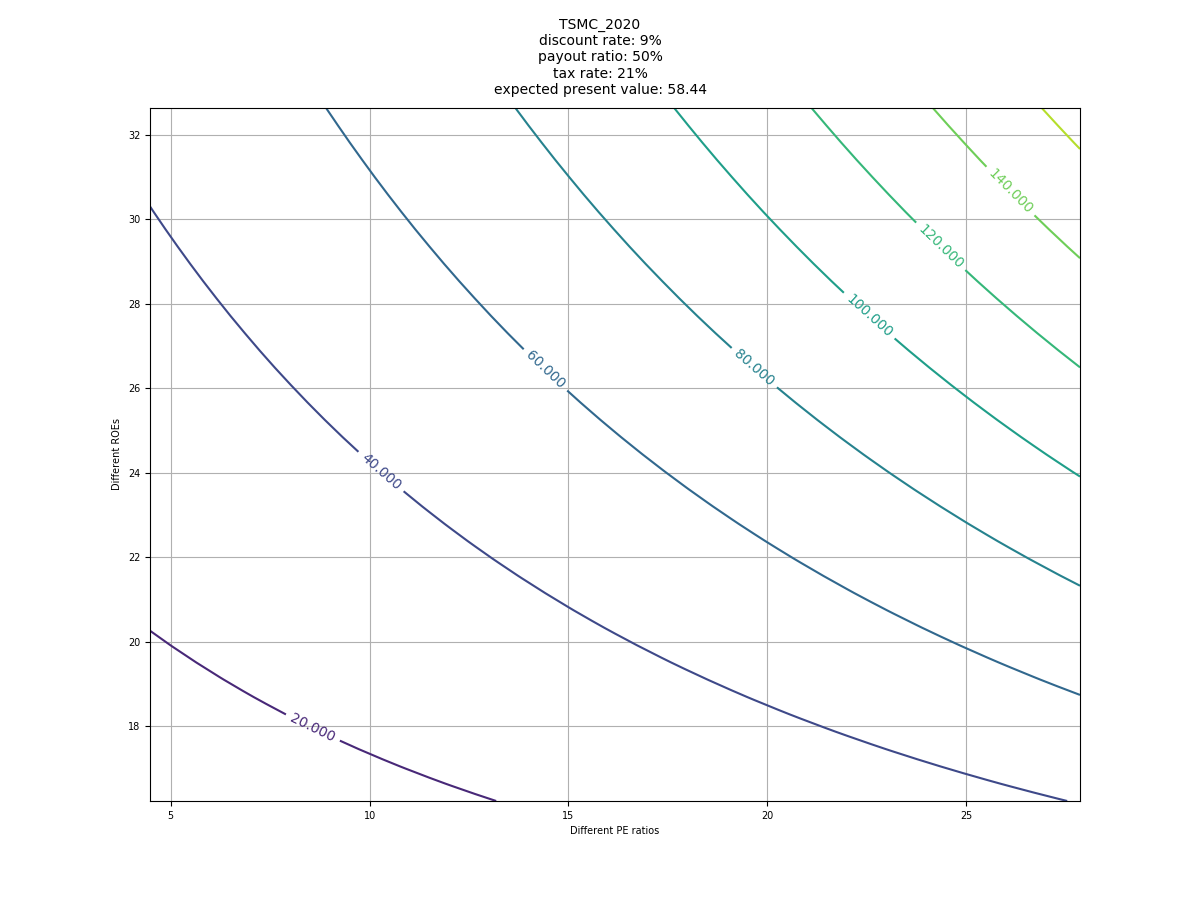 TSMC_2020
discount rate: 9%
payout ratio: 50%
tax rate: 21%
expected present value: 58.44
32
30
28
26
24
22
20
18
Different ROEs
140.000
120.000
100.000
80.000
60.000
40.000
20.000
5 10 15 20 25
Different PE ratios